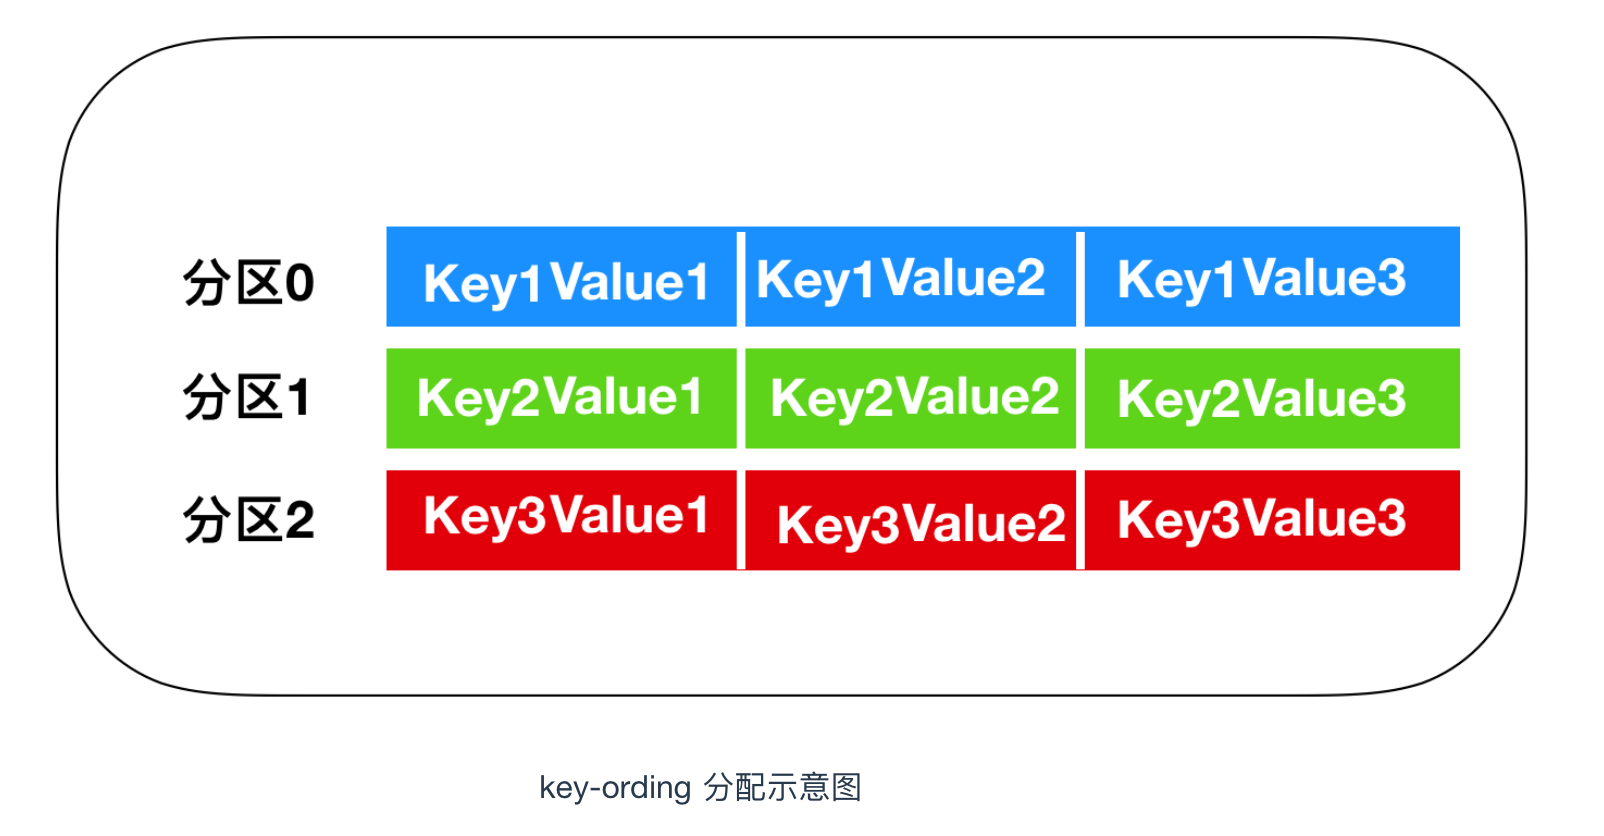 分区0 Key1Value1 Key1Value2 Key1Value3
分区1 Key2Value1 Key2Value2 Key2Value3
分区2 Key3Value1 Key3Value2 Key3Value3
key-ording 分配示意图